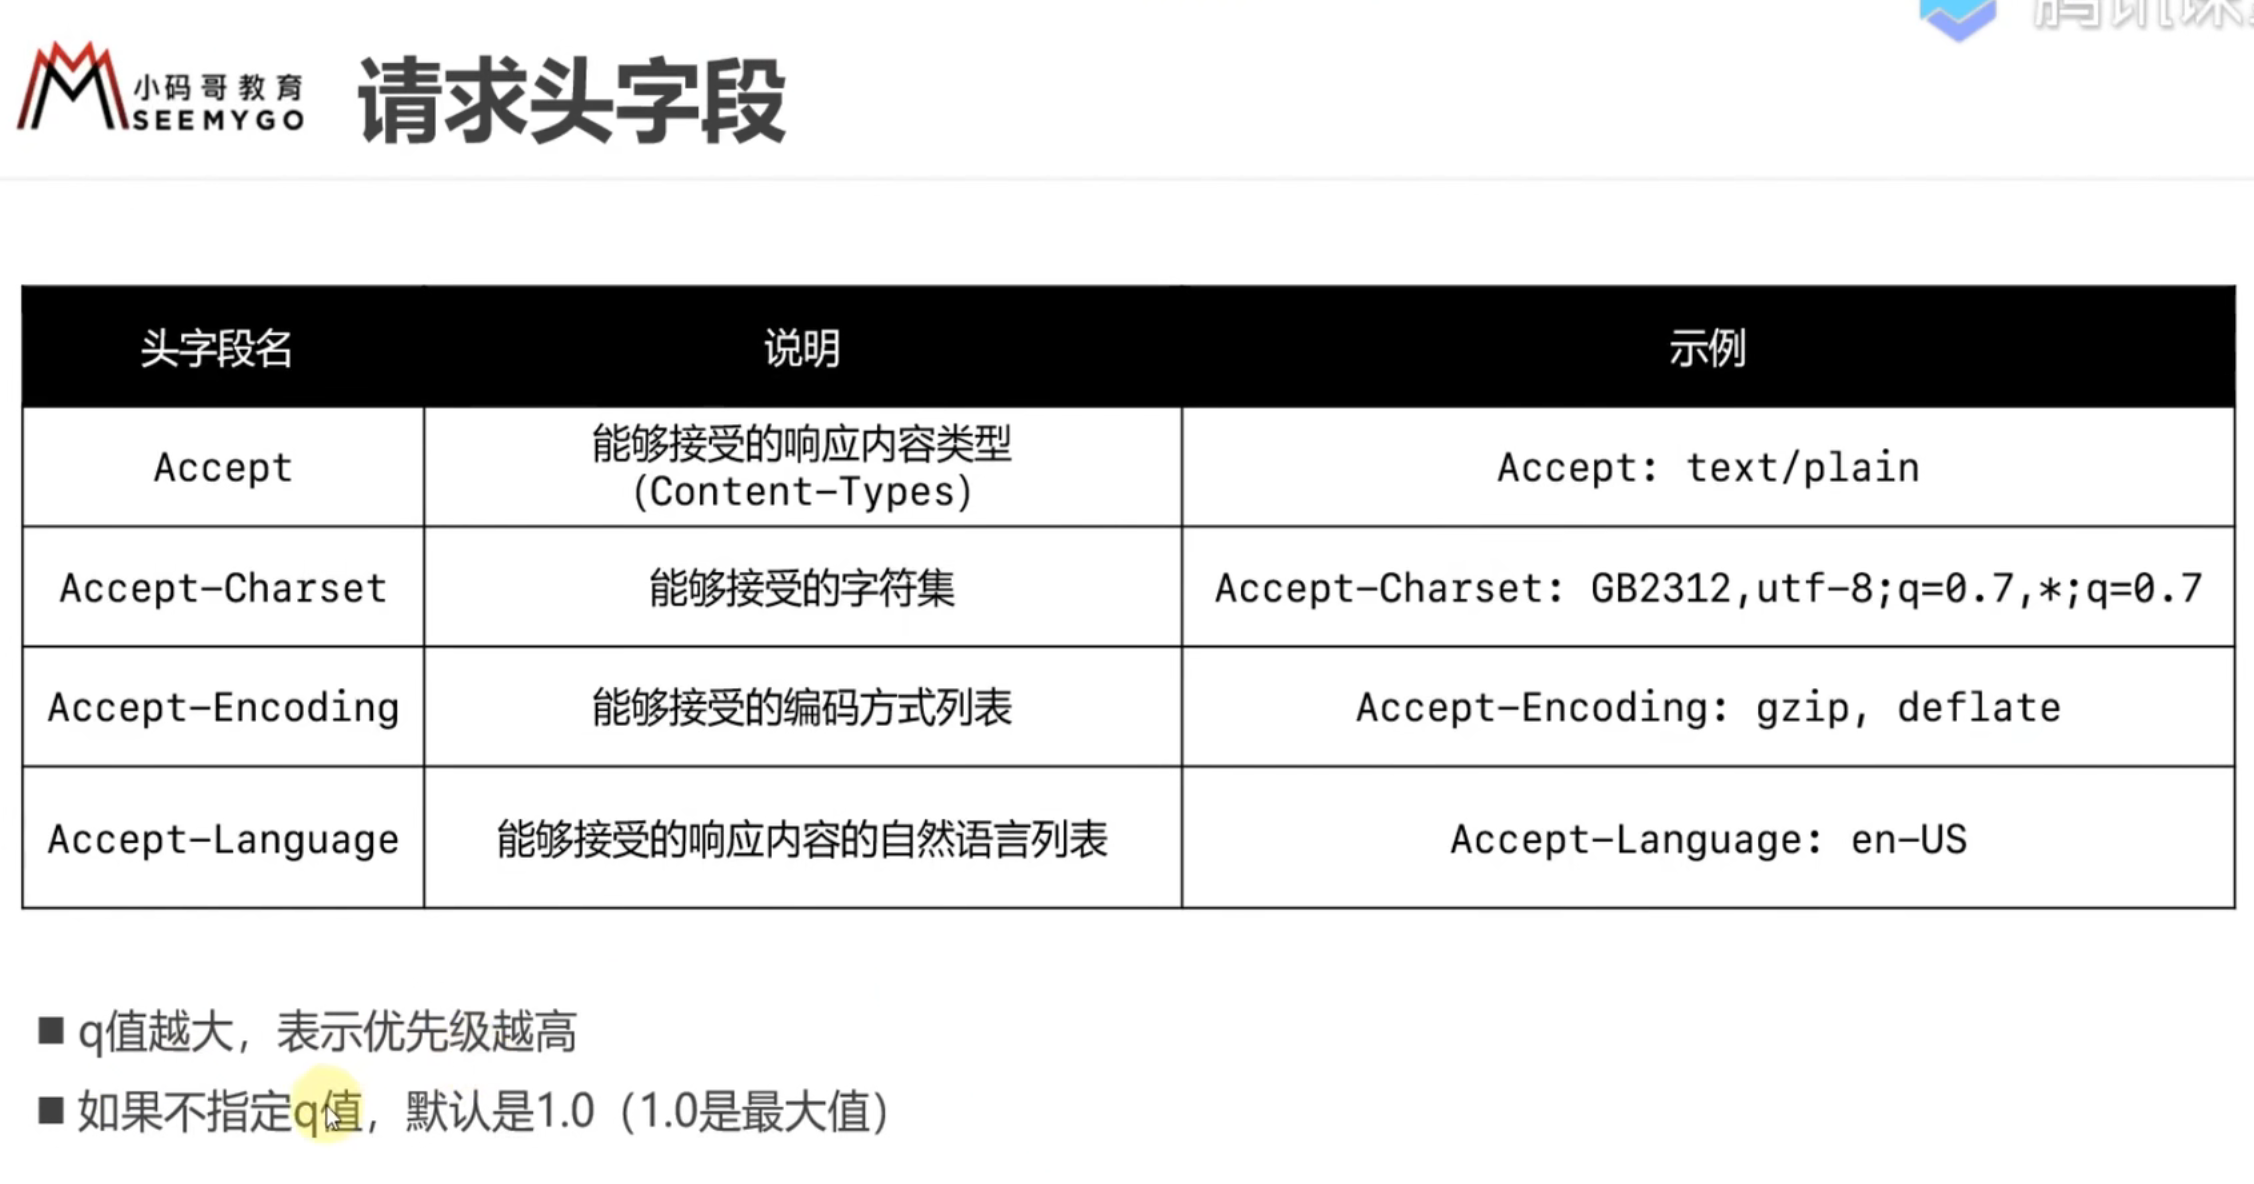 小码哥教育
SEEMYGO
请求头字段
头字段名 说明 示例
Accept 能够接受的响应内容类型
(Content-Types) Accept: text/plain
Accept-Charset 能够接受的字符集 Accept-Charset: GB2312,utf-8;q=0.7,*;q=0.7
Accept-Encoding 能够接受的编码方式列表 Accept-Encoding: gzip, deflate
Accept-Language 能够接受的响应内容的自然语言列表 Accept-Language: en-US
■ q值越大，表示优先级越高
■ 如果不指定q值，默认是1.0（1.0是最大值）